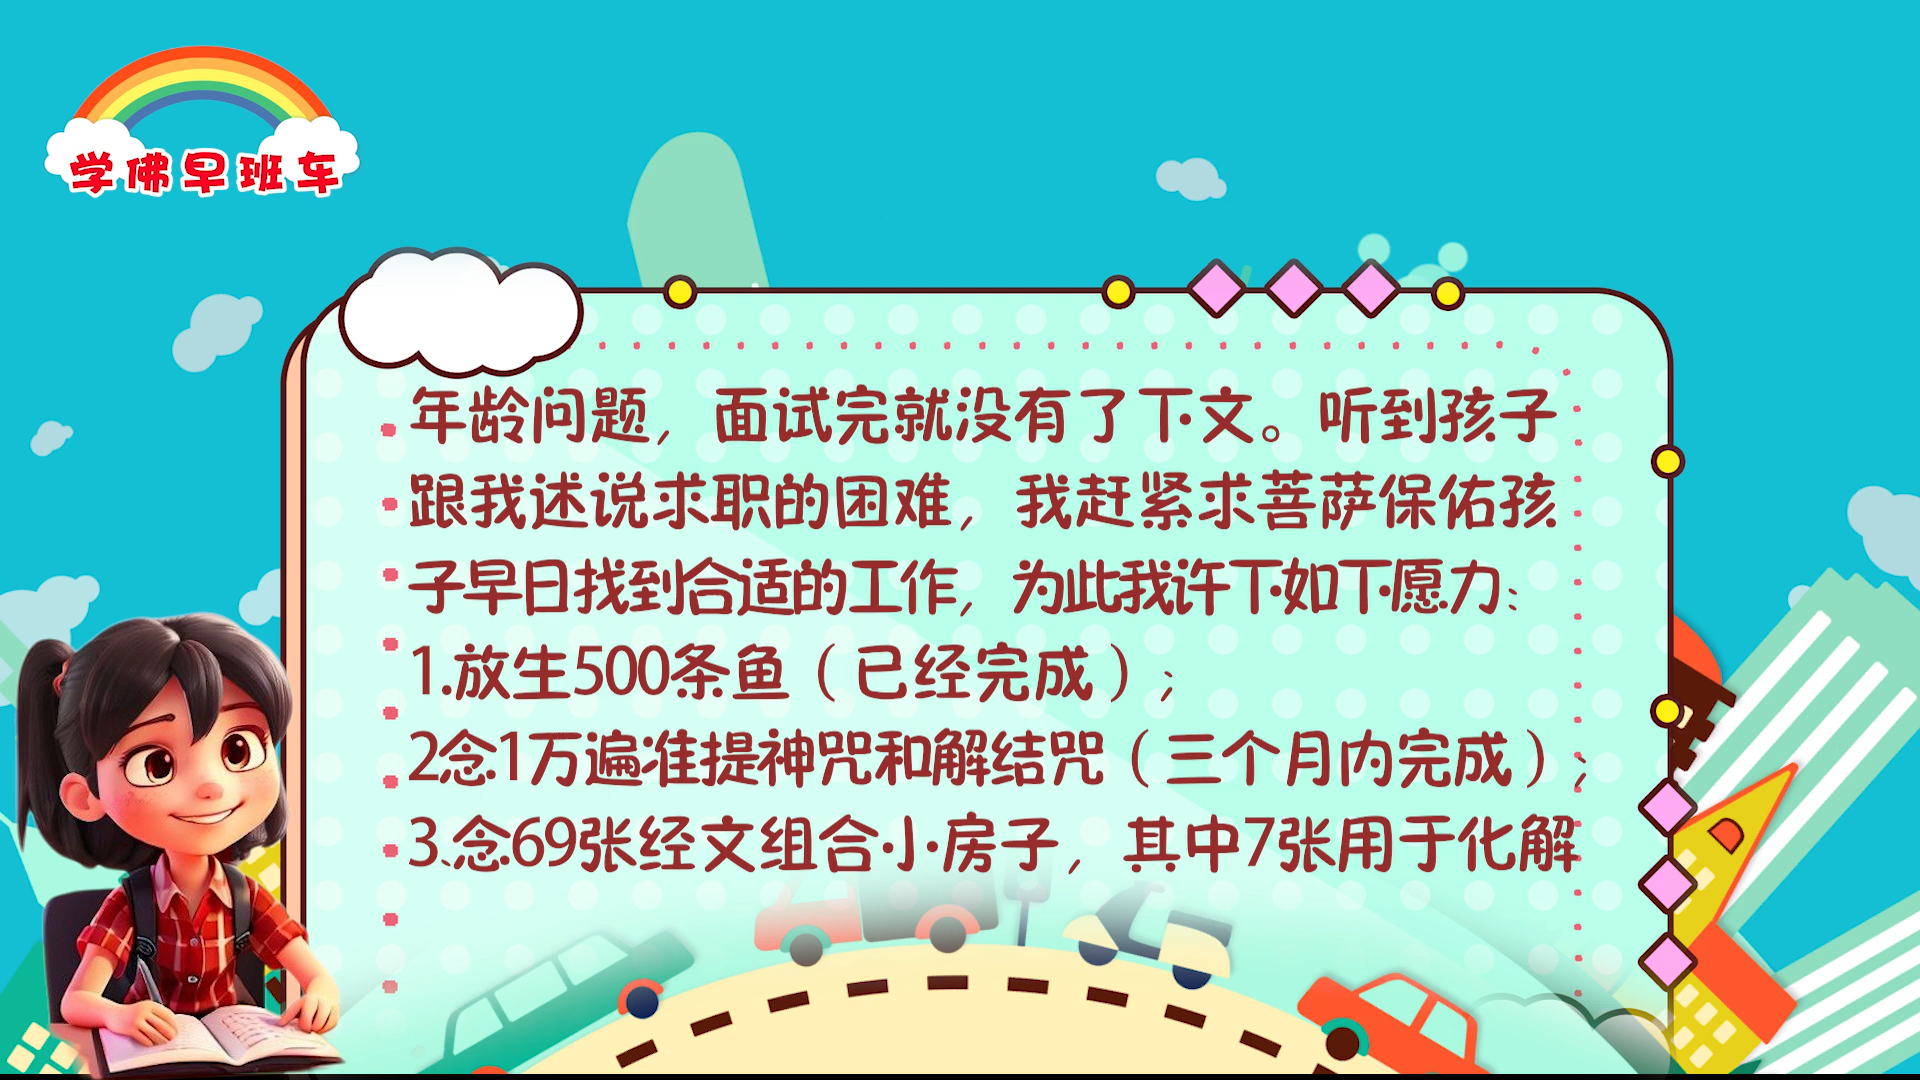 学佛早班车
年龄问题，面试完就没有了下文。听到孩子
跟我述说求职的困难，我赶紧求菩萨保佑孩
子早日找到合适的工作，为此我许下如下愿力：
1.放生500条鱼（已经完成）；
2念1万遍准提神咒和解结咒（三个月内完成）；
3.念69张经文组合小房子，其中7张用于化解